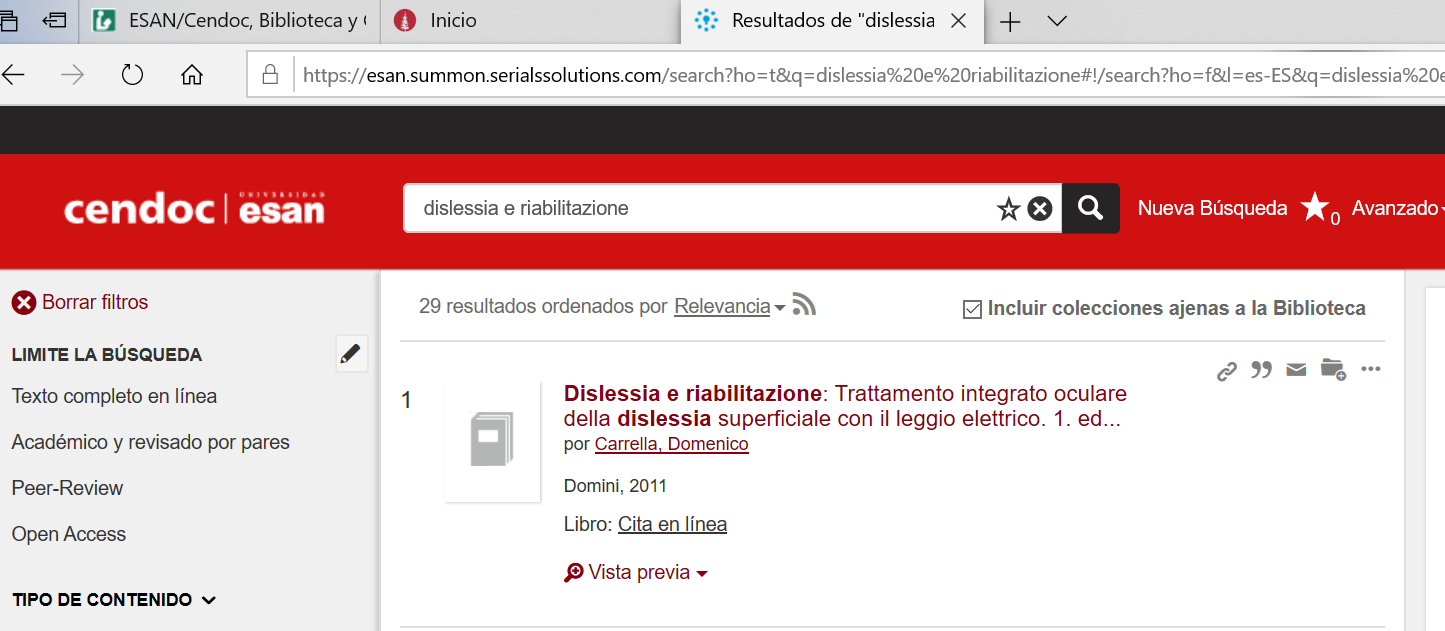 ESAN/Cendoc, Biblioteca y
Inicio
Resultados de "dislessia
https://esan.summon.serialssolutions.com/search?ho=t&q=dislessia%20e%20riabilitazione#!/search?ho=f&l=es-ES&q=dislessia%20e
cendoc | UNIVERSIDAD esan
dislessia e riabilitazione
Nueva Búsqueda
0
Avanzado
Borrar filtros
LIMITE LA BÚSQUEDA
Texto completo en línea
Académico y revisado por pares
Peer-Review
Open Access
TIPO DE CONTENIDO
29 resultados ordenados por Relevancia
Incluir colecciones ajenas a la Biblioteca
1
Dislessia e riabilitazione: Trattamento integrato oculare
della dislessia superficiale con il leggio elettrico. 1. ed...
por Carrella, Domenico
Domini, 2011
Libro: Cita en línea
Vista previa